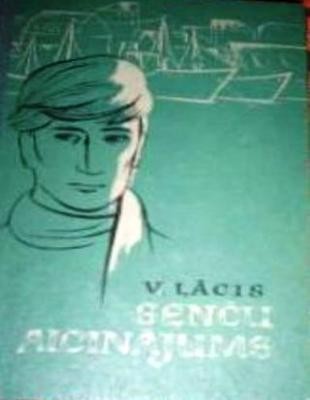 V. LĀCIS
SENČU
AICINĀJUMS